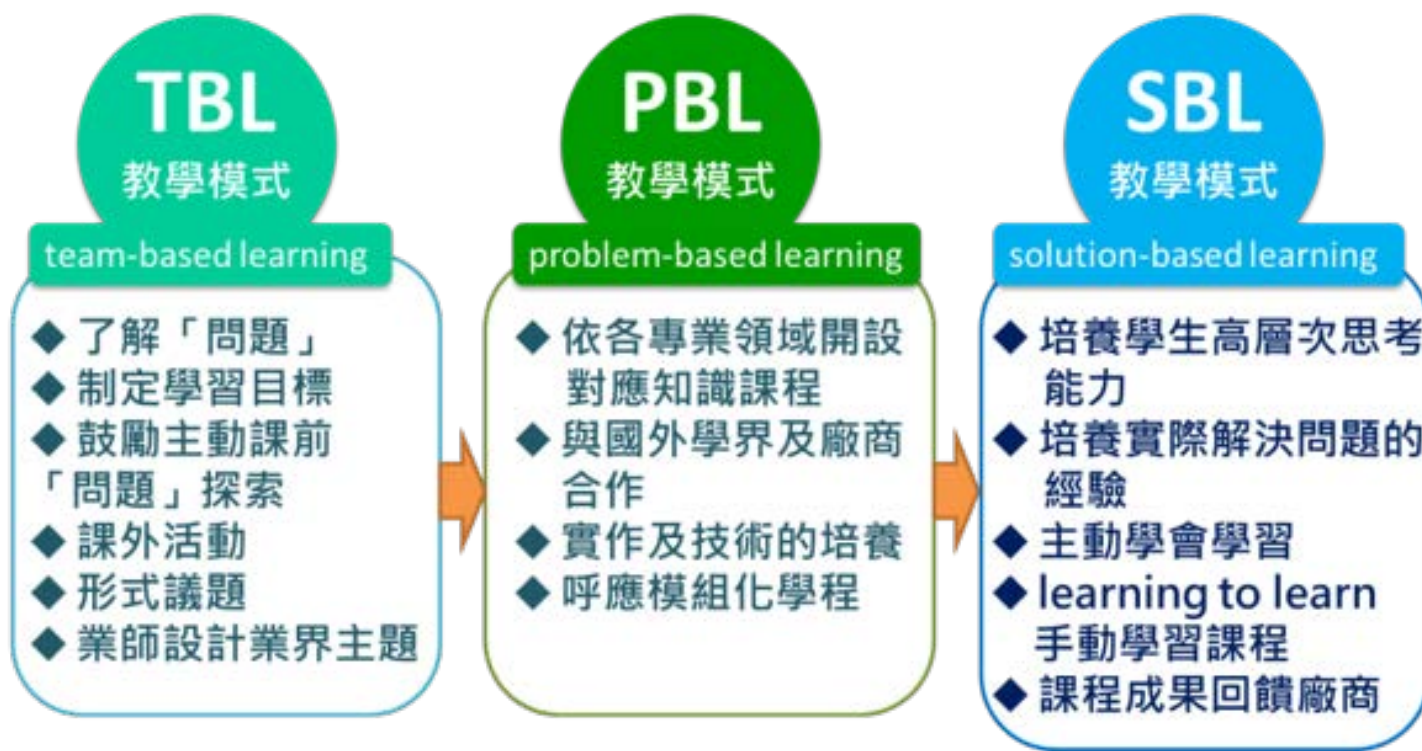 TBL
教學模式
team-based learning
◆ 了解「問題」
◆ 制定學習目標
◆ 鼓勵主動課前
「問題」探索
◆ 課外活動
◆ 形式議題
◆ 業師設計業界主題
PBL
教學模式
problem-based learning
◆ 依各專業領域開設
對應知識課程
◆ 與國外學界及廠商
合作
◆ 實作及技術的培養
◆ 呼應模組化學程
SBL
教學模式
solution-based learning
◆ 培養學生高層次思考
能力
◆ 培養實際解決問題的
經驗
◆ 主動學會學習
◆ learning to learn
手動學習課程
◆ 課程成果回饋廠商